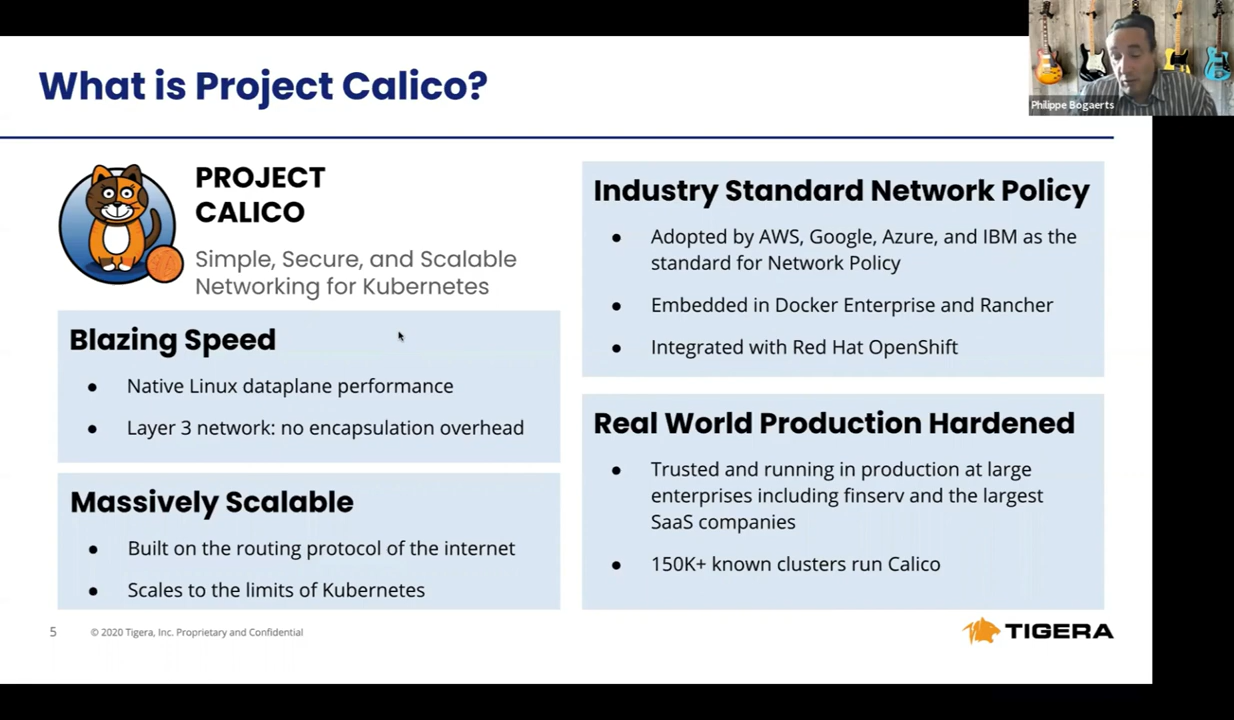 What is Project Calico?
Philippe Bogaerts
PROJECT
CALICO
Simple, Secure, and Scalable
Networking for Kubernetes
Blazing Speed
● Native Linux dataplane performance
● Layer 3 network: no encapsulation overhead
Massively Scalable
● Built on the routing protocol of the internet
● Scales to the limits of Kubernetes
Industry Standard Network Policy
● Adopted by AWS, Google, Azure, and IBM as the
standard for Network Policy
● Embedded in Docker Enterprise and Rancher
● Integrated with Red Hat OpenShift
Real World Production Hardened
● Trusted and running in production at large
enterprises including finserv and the largest
SaaS companies
● 150K+ known clusters run Calico
5 © 2020 Tigera, Inc. Proprietary and Confidential
TIGERA